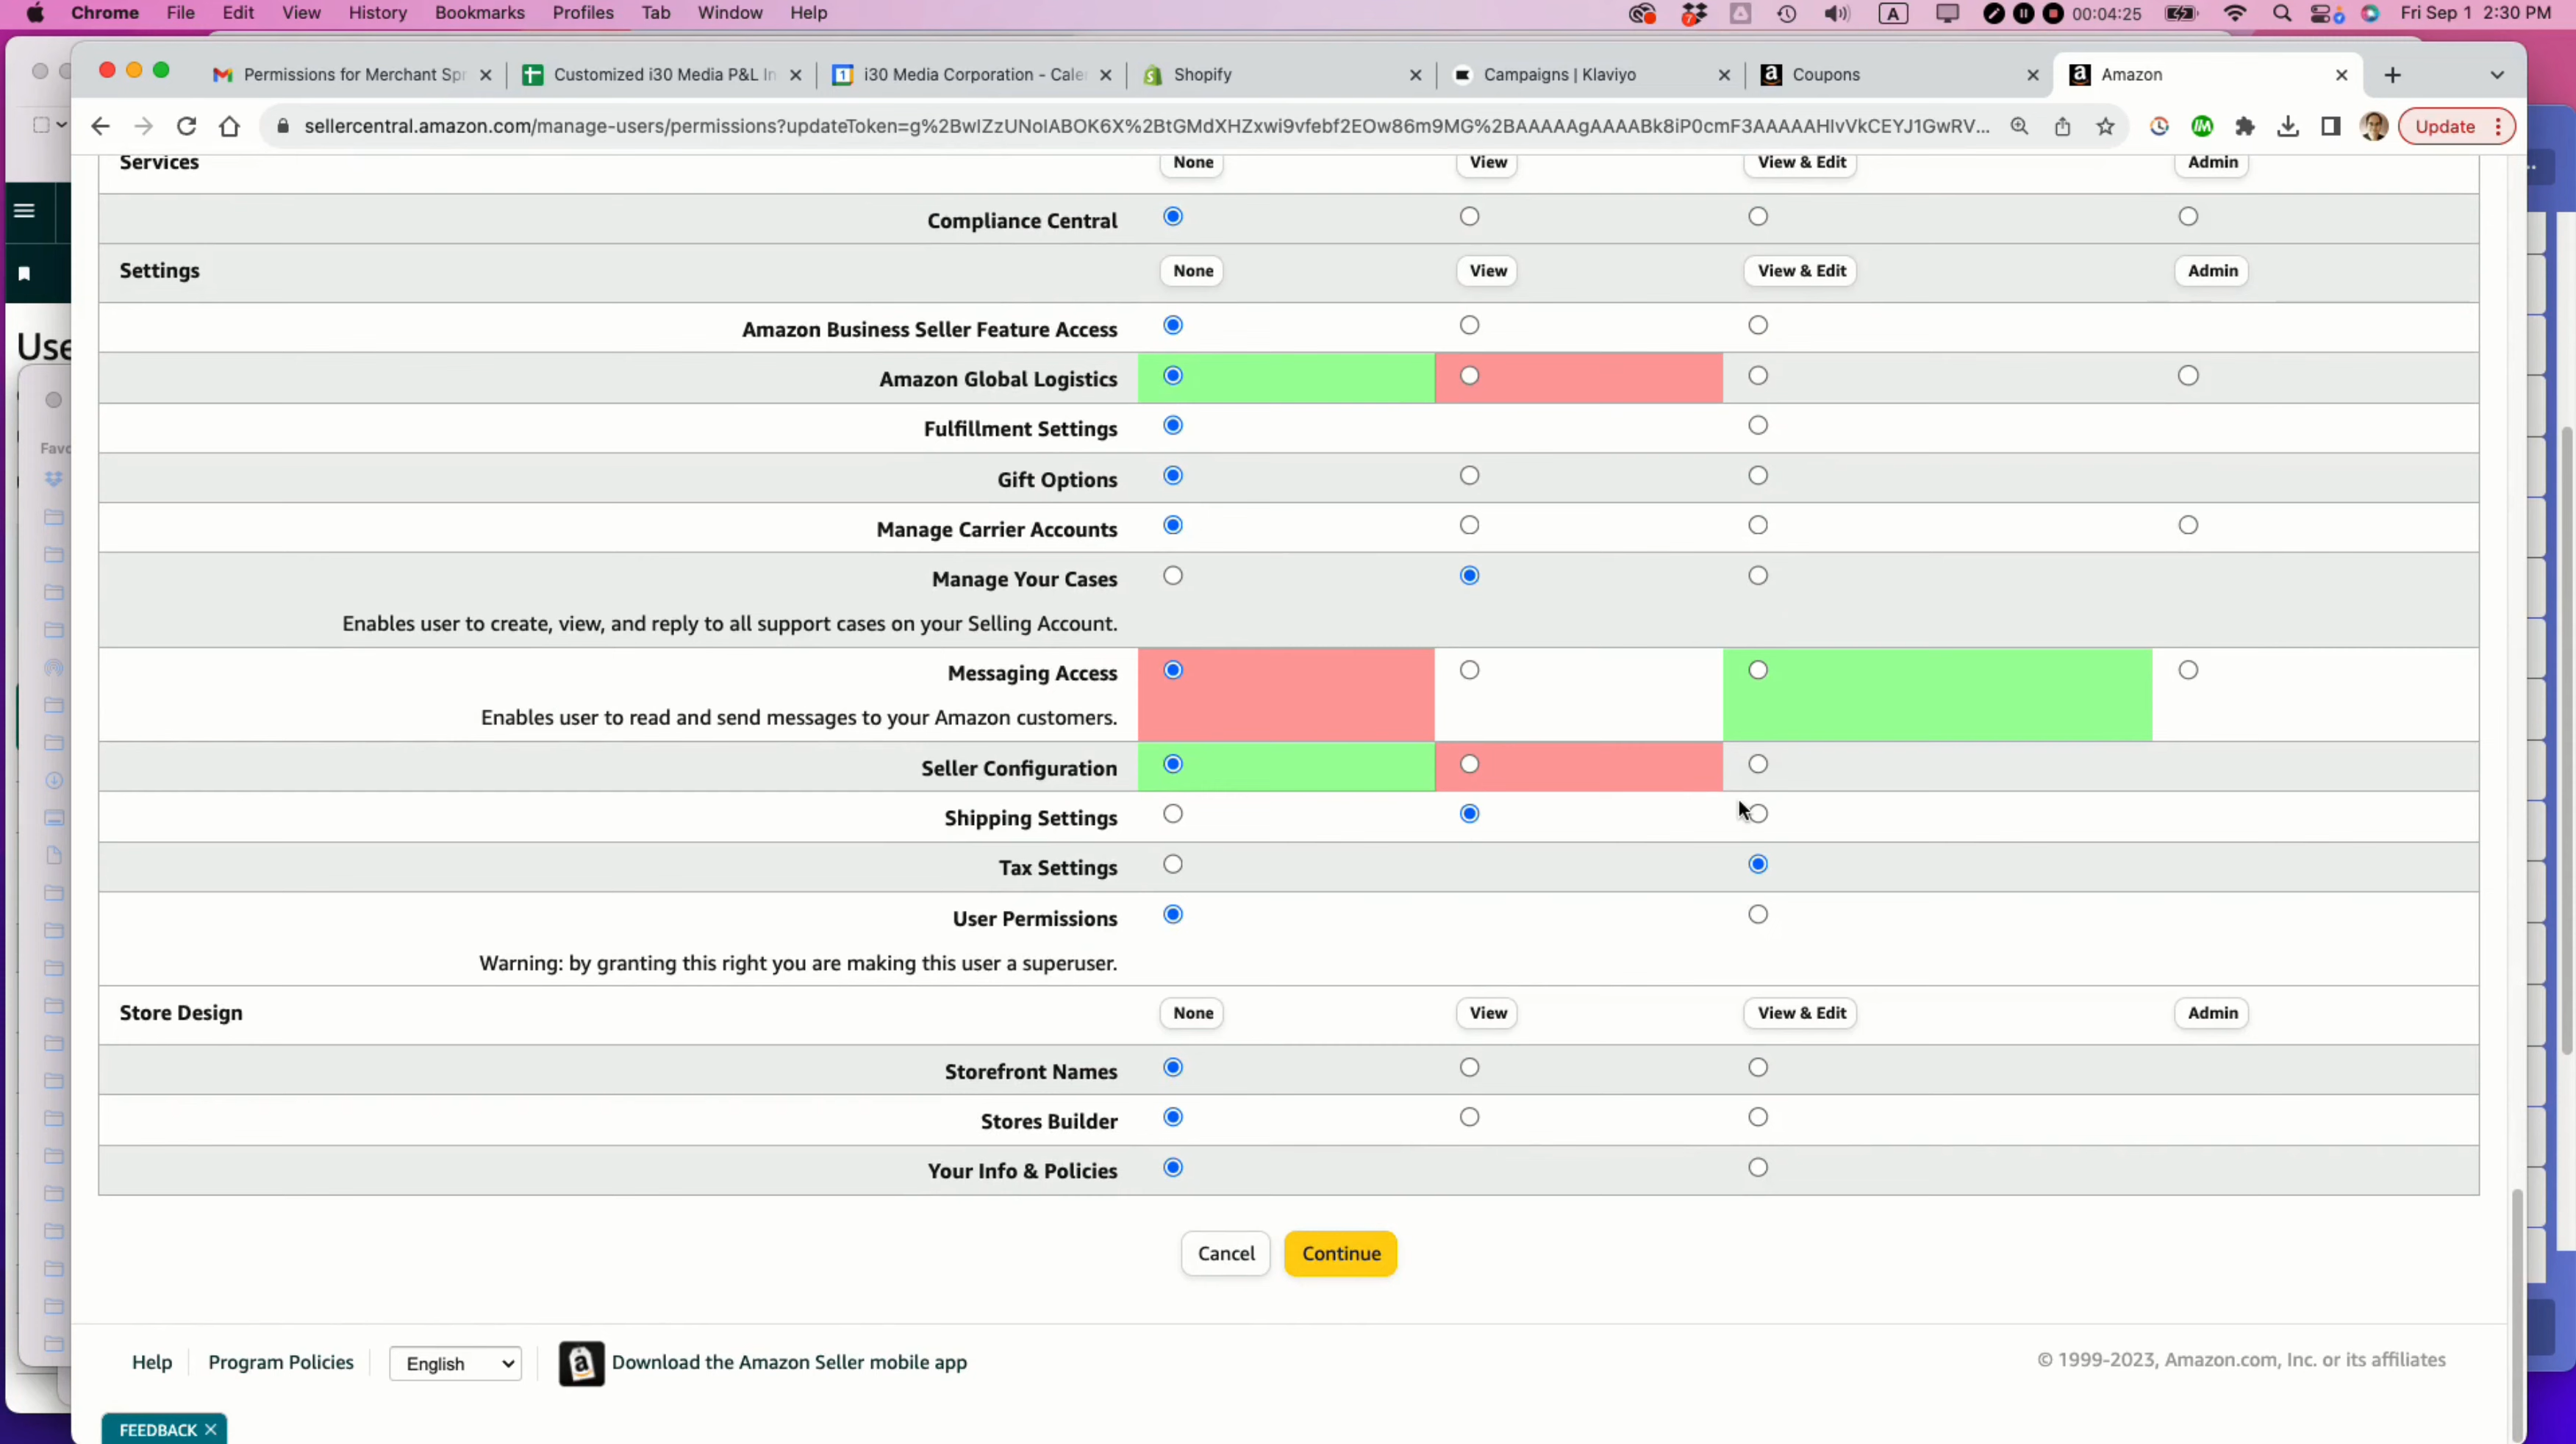 Chrome File Edit View History Bookmarks Profiles Tab Window Help
7 A 00:04:25 Fri Sep 1 2:30 PM
Permissions for Merchant Spr Customized i30 Media P&L In 1 i30 Media Corporation - Cale Shopify Campaigns | Klaviyo a Coupons a Amazon
sellercentral.amazon.com/manage-users/permissions?updateToken=g%2BwIZzUNoIABOK6X%2BtGMdXHZxwi9vfebf2EOw86m9MG%2BAAAAAgAAAABk8iP0cmF3AAAAAHlvVkCEYJ1GwRV... Update
Services None View View & Edit Admin
Compliance Central
Settings None View View & Edit Admin
Amazon Business Seller Feature Access
Use
Amazon Global Logistics
Fulfillment Settings
Favo
Gift Options
Manage Carrier Accounts
Manage Your Cases
Enables user to create, view, and reply to all support cases on your Selling Account.
Messaging Access
Enables user to read and send messages to your Amazon customers.
Seller Configuration
Shipping Settings
Tax Settings
User Permissions
Warning: by granting this right you are making this user a superuser.
Store Design None View View & Edit Admin
Storefront Names
Stores Builder
Your Info & Policies
Cancel Continue
Help Program Policies English a Download the Amazon Seller mobile app © 1999-2023, Amazon.com, Inc. or its affiliates
FEEDBACK